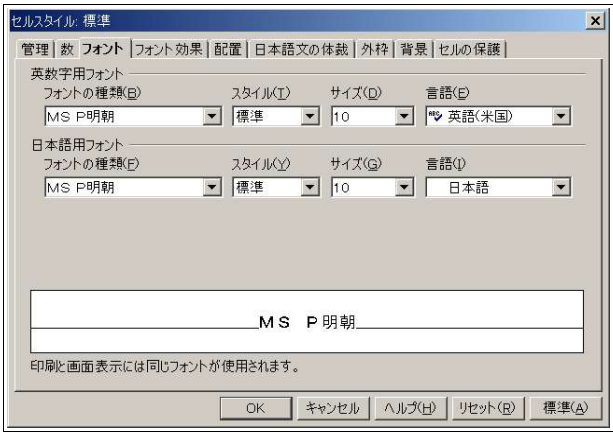 セルスタイル: 標準
管理 数 フォント フォント効果 配置 日本語文の体裁 外枠 背景 セルの保護
英数字用フォント
フォントの種類(B) スタイル(T) サイズ(D) 言語(E)
MS P明朝 標準 10 英語(米国)
日本語用フォント
フォントの種類(F) スタイル(Y) サイズ(G) 言語(I)
MS P明朝 標準 10 日本語
MS P明朝
印刷と画面表示には同じフォントが使用されます。
OK キャンセル ヘルプ(H) リセット(R) 標準(A)